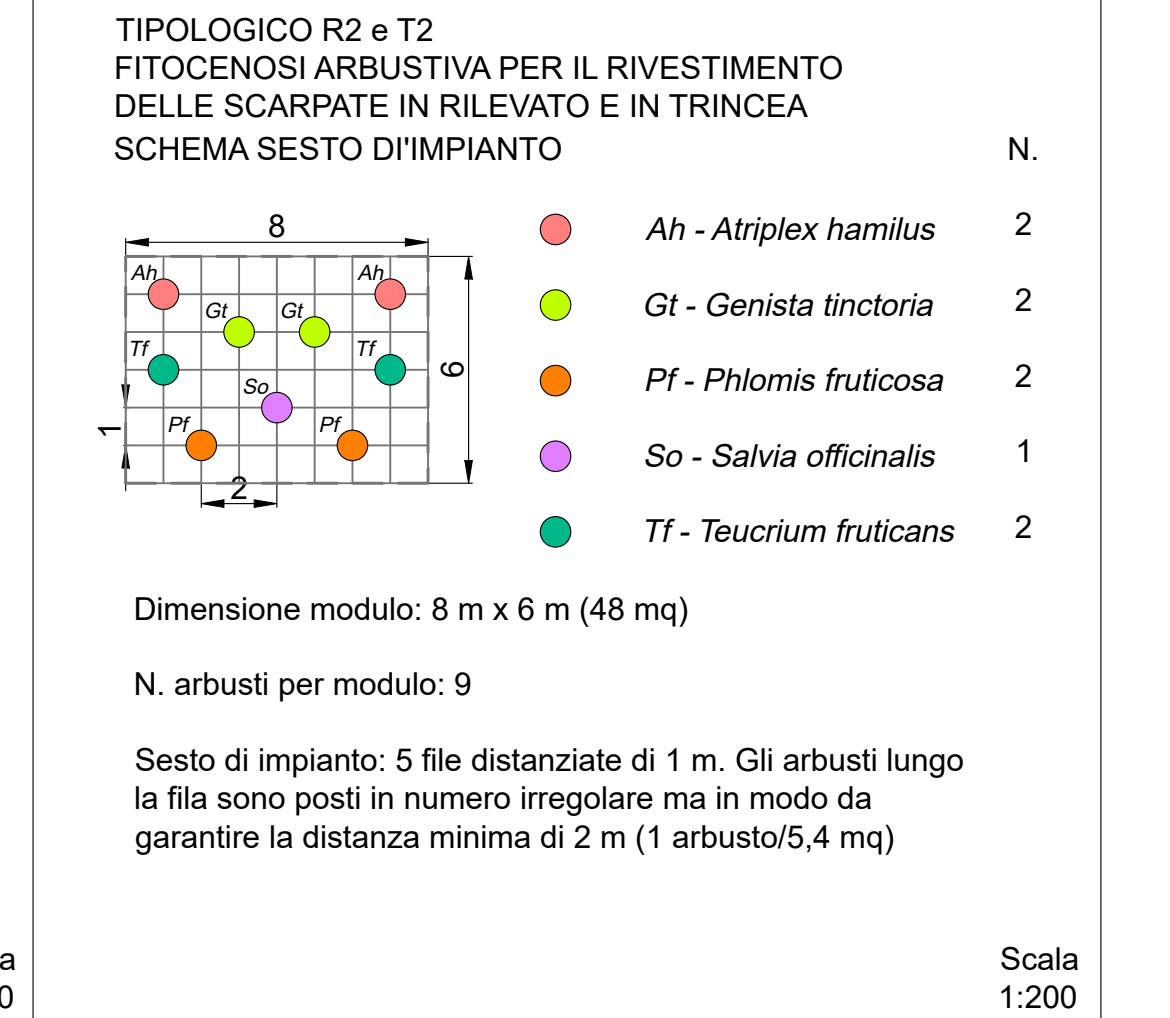 TIPOLOGICO R2 e T2
FITOCENOSI ARBUSTIVA PER IL RIVESTIMENTO
DELLE SCARPATE IN RILEVATO E IN TRINCEA
SCHEMA SESTO DI'IMPIANTO N.
8
Ah Ah
Gt Gt
Tf Tf
6
So
1
Pf Pf
2
Ah - Atriplex hamilus 2
Gt - Genista tinctoria 2
Pf - Phlomis fruticosa 2
So - Salvia officinalis 1
Tf - Teucrium fruticans 2
Dimensione modulo: 8 m x 6 m (48 mq)
N. arbusti per modulo: 9
Sesto di impianto: 5 file distanziate di 1 m. Gli arbusti lungo
la fila sono posti in numero irregolare ma in modo da
garantire la distanza minima di 2 m (1 arbusto/5,4 mq)
a
0
Scala
1:200